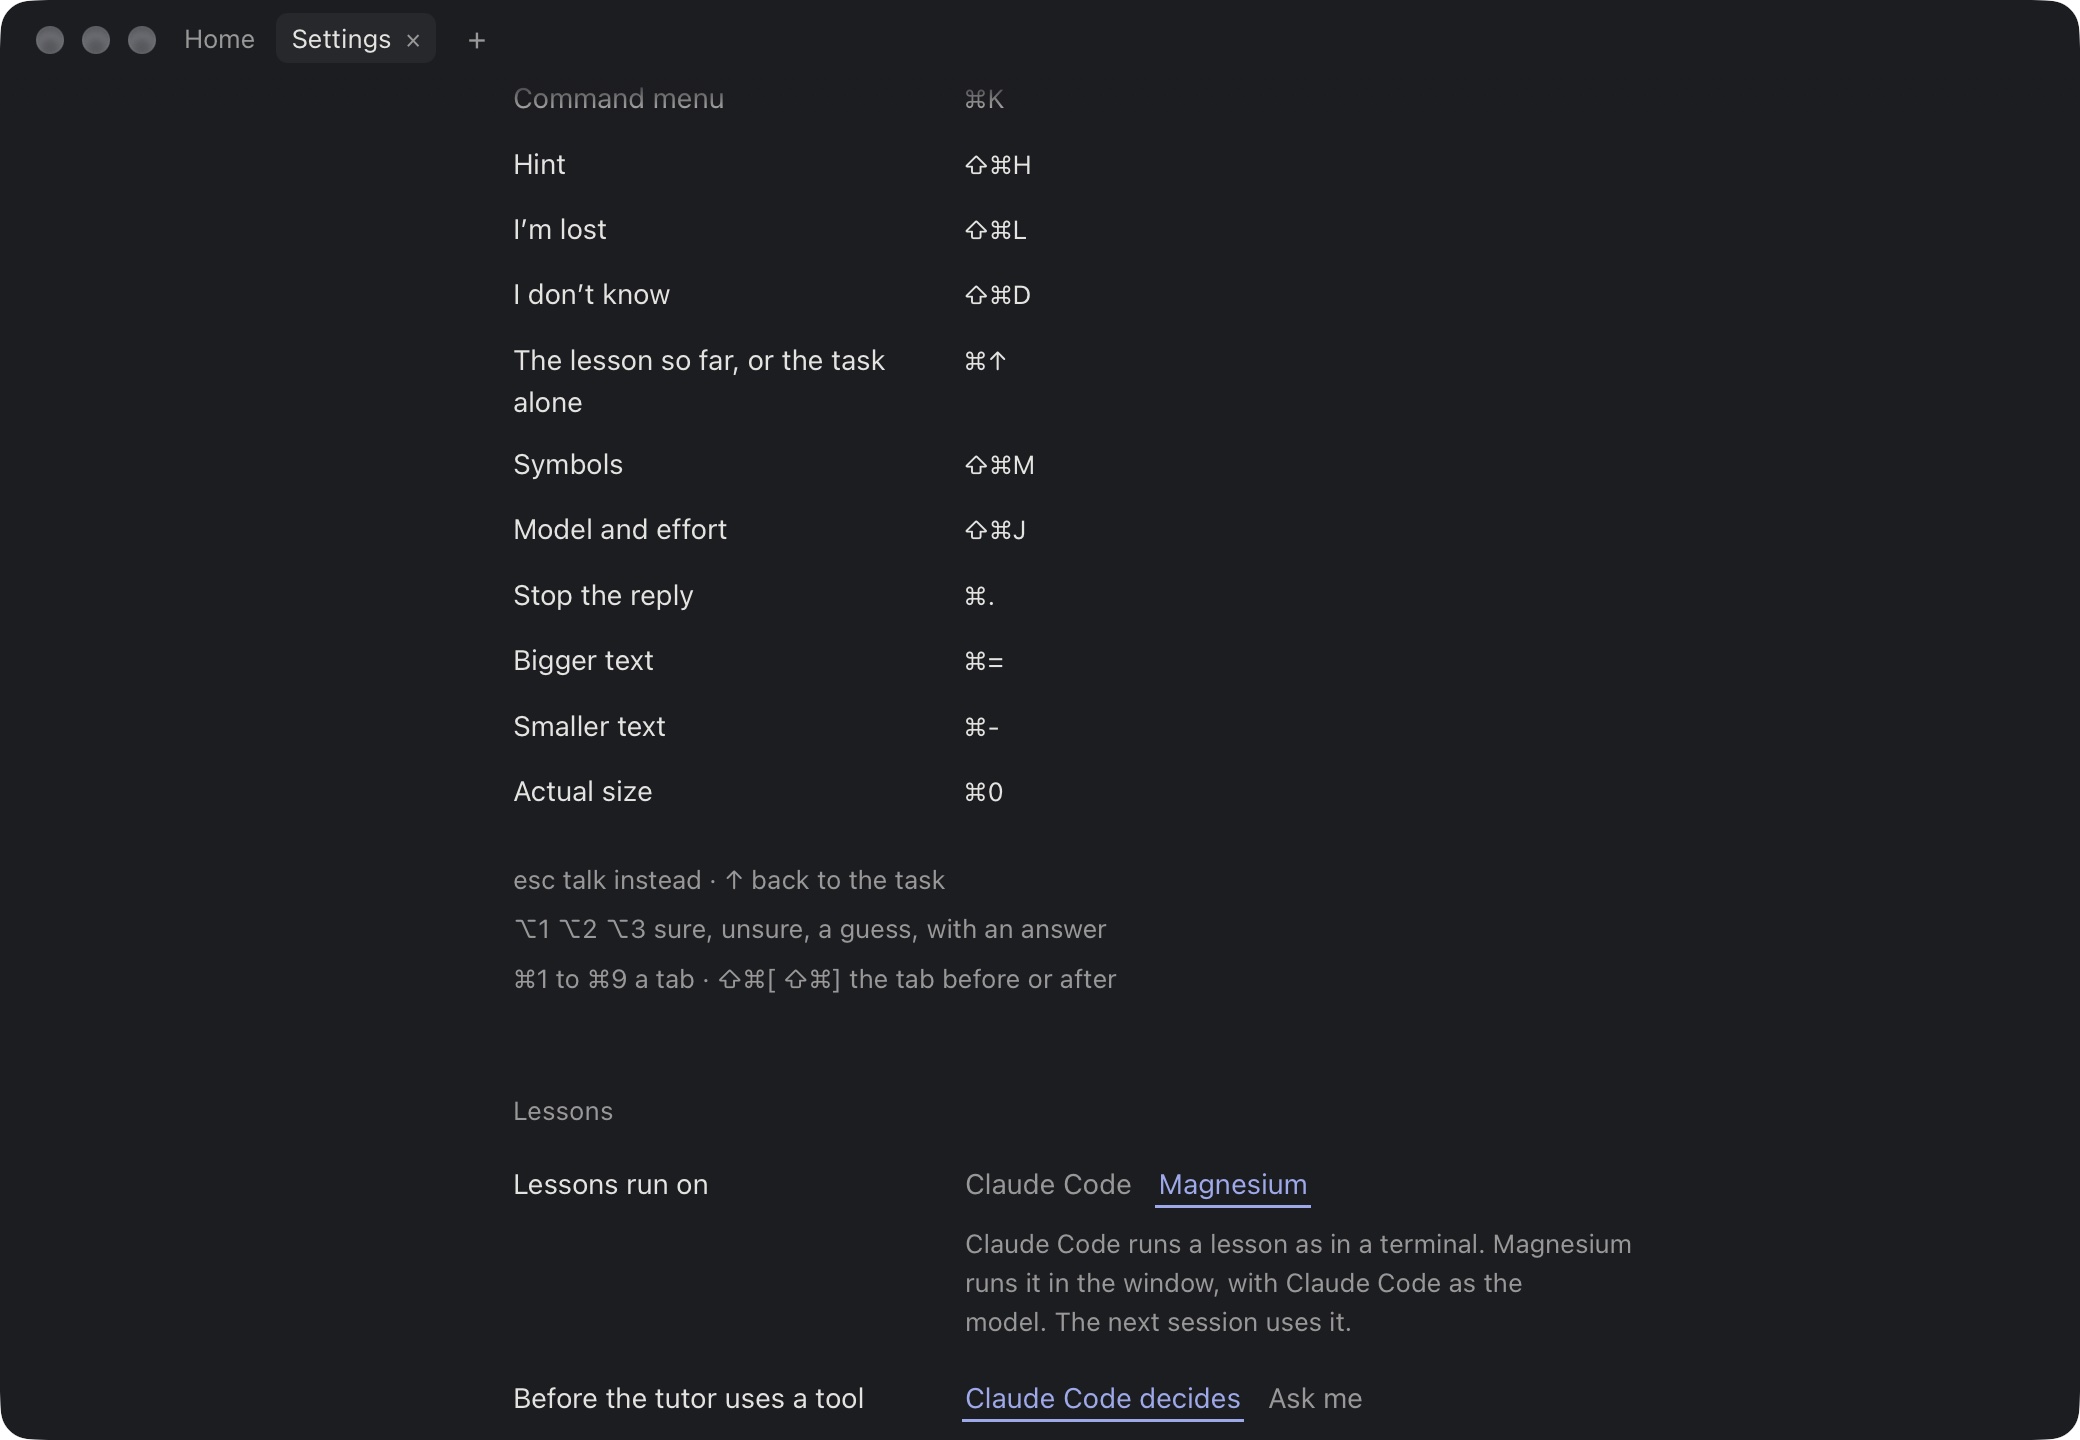 Home
Settings ×
+
Command menu ⌘K
Hint ⇧⌘H
I’m lost ⇧⌘L
I don’t know ⇧⌘D
The lesson so far, or the task ⌘↑
alone
Symbols ⇧⌘M
Model and effort ⇧⌘J
Stop the reply ⌘.
Bigger text ⌘=
Smaller text ⌘-
Actual size ⌘0
esc talk instead · ↑ back to the task
⌥1 ⌥2 ⌥3 sure, unsure, a guess, with an answer
⌘1 to ⌘9 a tab · ⇧⌘[ ⇧⌘] the tab before or after
Lessons
Lessons run on Claude Code Magnesium
Claude Code runs a lesson as in a terminal. Magnesium
runs it in the window, with Claude Code as the
model. The next session uses it.
Before the tutor uses a tool Claude Code decides Ask me